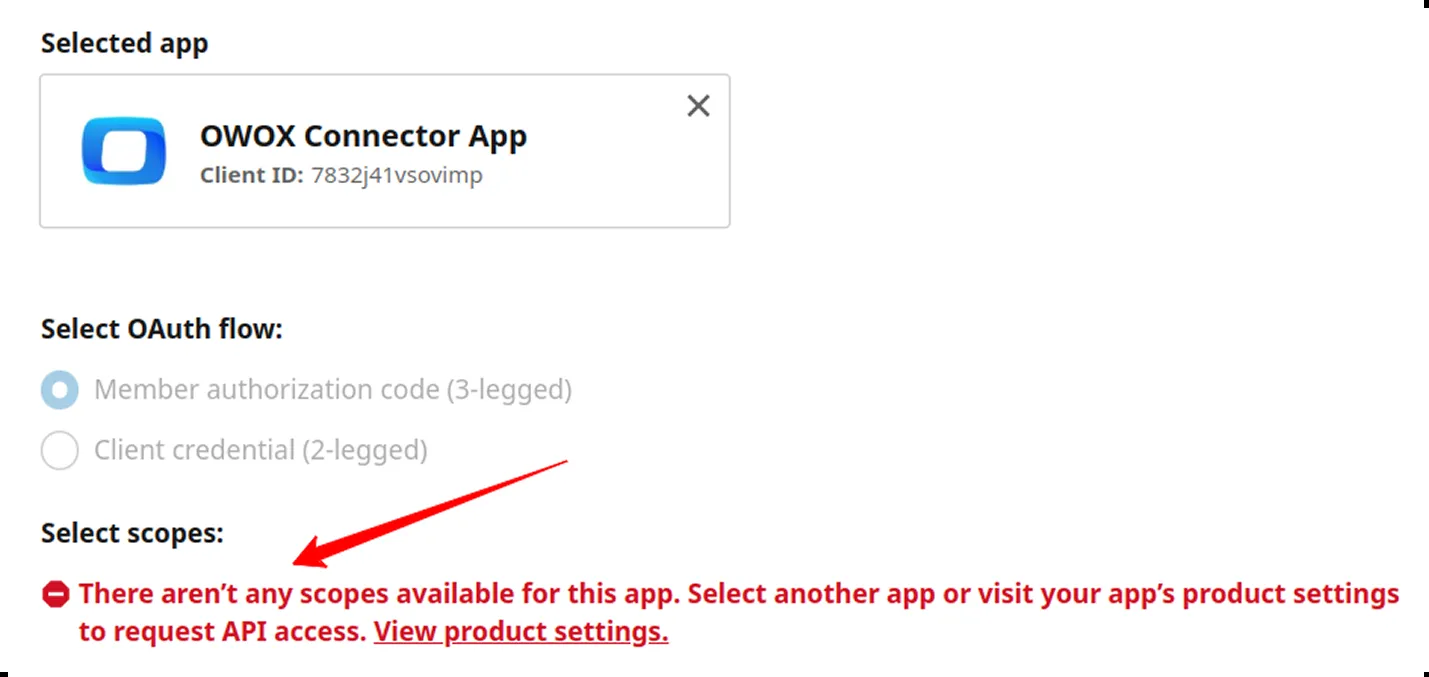 Selected app
OWOX Connector App
Client ID: 7832j41vsovimp
Select OAuth flow:
Member authorization code (3-legged)
Client credential (2-legged)
Select scopes:
There aren’t any scopes available for this app. Select another app or visit your app’s product settings
to request API access. View product settings.